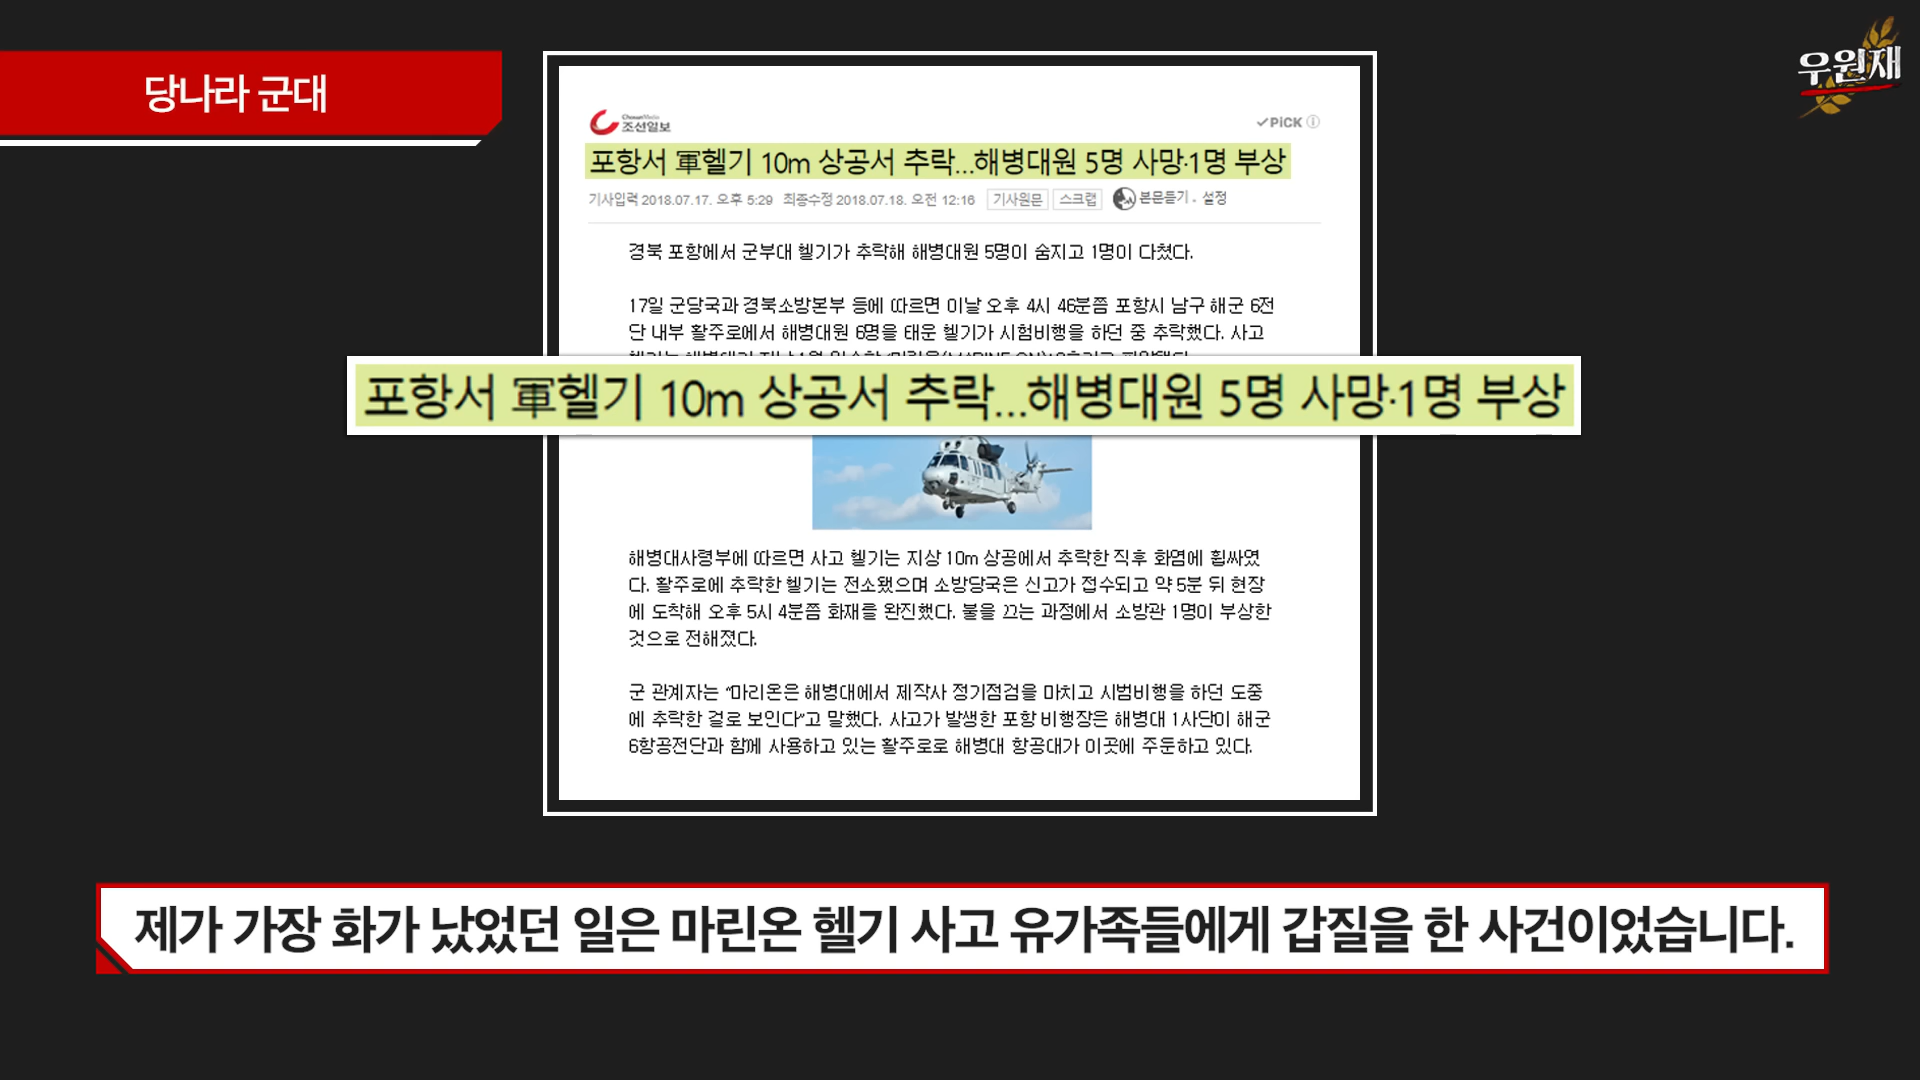 당나라 군대
우원재
ChosunMedia
조선일보
✓PiCK
포항서 軍헬기 10m 상공서 추락...해병대원 5명 사망·1명 부상
기사입력 2018.07.17. 오후 5:29 최종수정 2018.07.18. 오전 12:16 기사원문 스크랩 본문듣기 · 설정
경북 포항에서 군부대 헬기가 추락해 해병대원 5명이 숨지고 1명이 다쳤다.
17일 군당국과 경북소방본부 등에 따르면 이날 오후 4시 46분쯤 포항시 남구 해군 6전
단 내부 활주로에서 해병대원 6명을 태운 헬기가 시험비행을 하던 중 추락했다. 사고
포항서 軍헬기 10m 상공서 추락...해병대원 5명 사망·1명 부상
해병대사령부에 따르면 사고 헬기는 지상 10m 상공에서 추락한 직후 화염에 휩싸였
다. 활주로에 추락한 헬기는 전소됐으며 소방당국은 신고가 접수되고 약 5분 뒤 현장
에 도착해 오후 5시 4분쯤 화재를 완진했다. 불을 끄는 과정에서 소방관 1명이 부상한
것으로 전해졌다.
군 관계자는 "마리온은 해병대에서 제작사 정기점검을 마치고 시범비행을 하던 도중
에 추락한 걸로 보인다"고 말했다. 사고가 발생한 포항 비행장은 해병대 1사단이 해군
6항공전단과 함께 사용하고 있는 활주로로 해병대 항공대가 이곳에 주둔하고 있다.
제가 가장 화가 났었던 일은 마린온 헬기 사고 유가족들에게 갑질을 한 사건이었습니다.